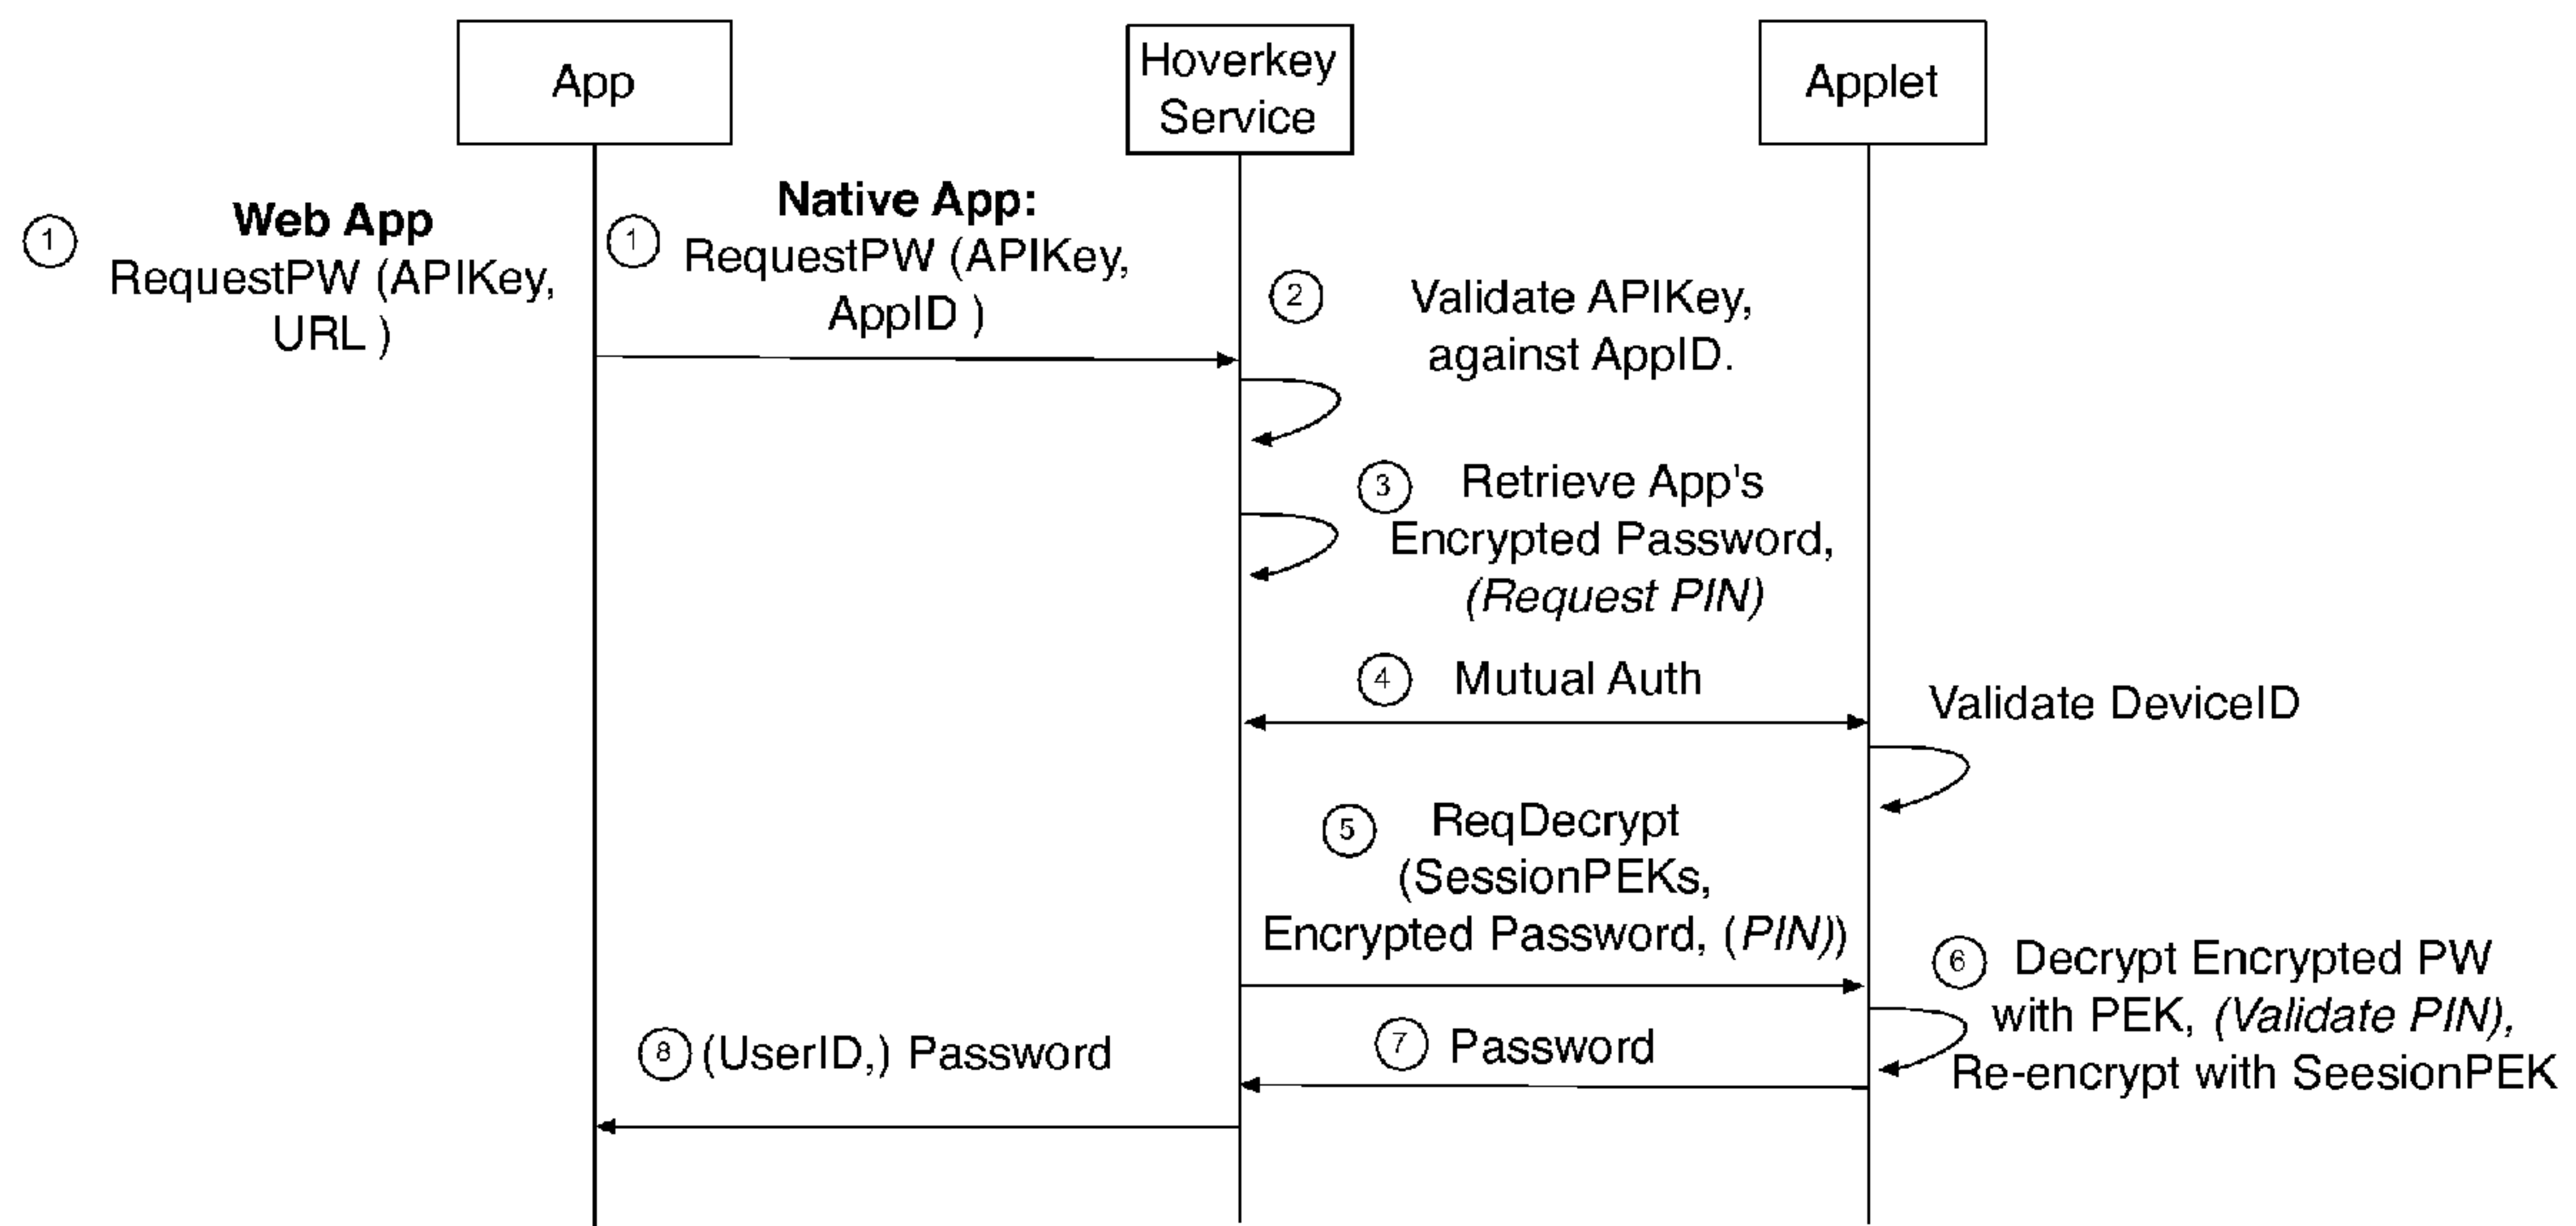 App
Hoverkey
Service
Applet
1
Web App
RequestPW (APIKey,
URL )
1
Native App:
RequestPW (APIKey,
AppID )
2
Validate APIKey,
against AppID.
3
Retrieve App's
Encrypted Password,
(Request PIN)
4
Mutual Auth
Validate DeviceID
5
ReqDecrypt
(SessionPEKs,
Encrypted Password, (PIN))
6
Decrypt Encrypted PW
with PEK, (Validate PIN),
Re-encrypt with SeesionPEK
7
Password
8
(UserID,) Password